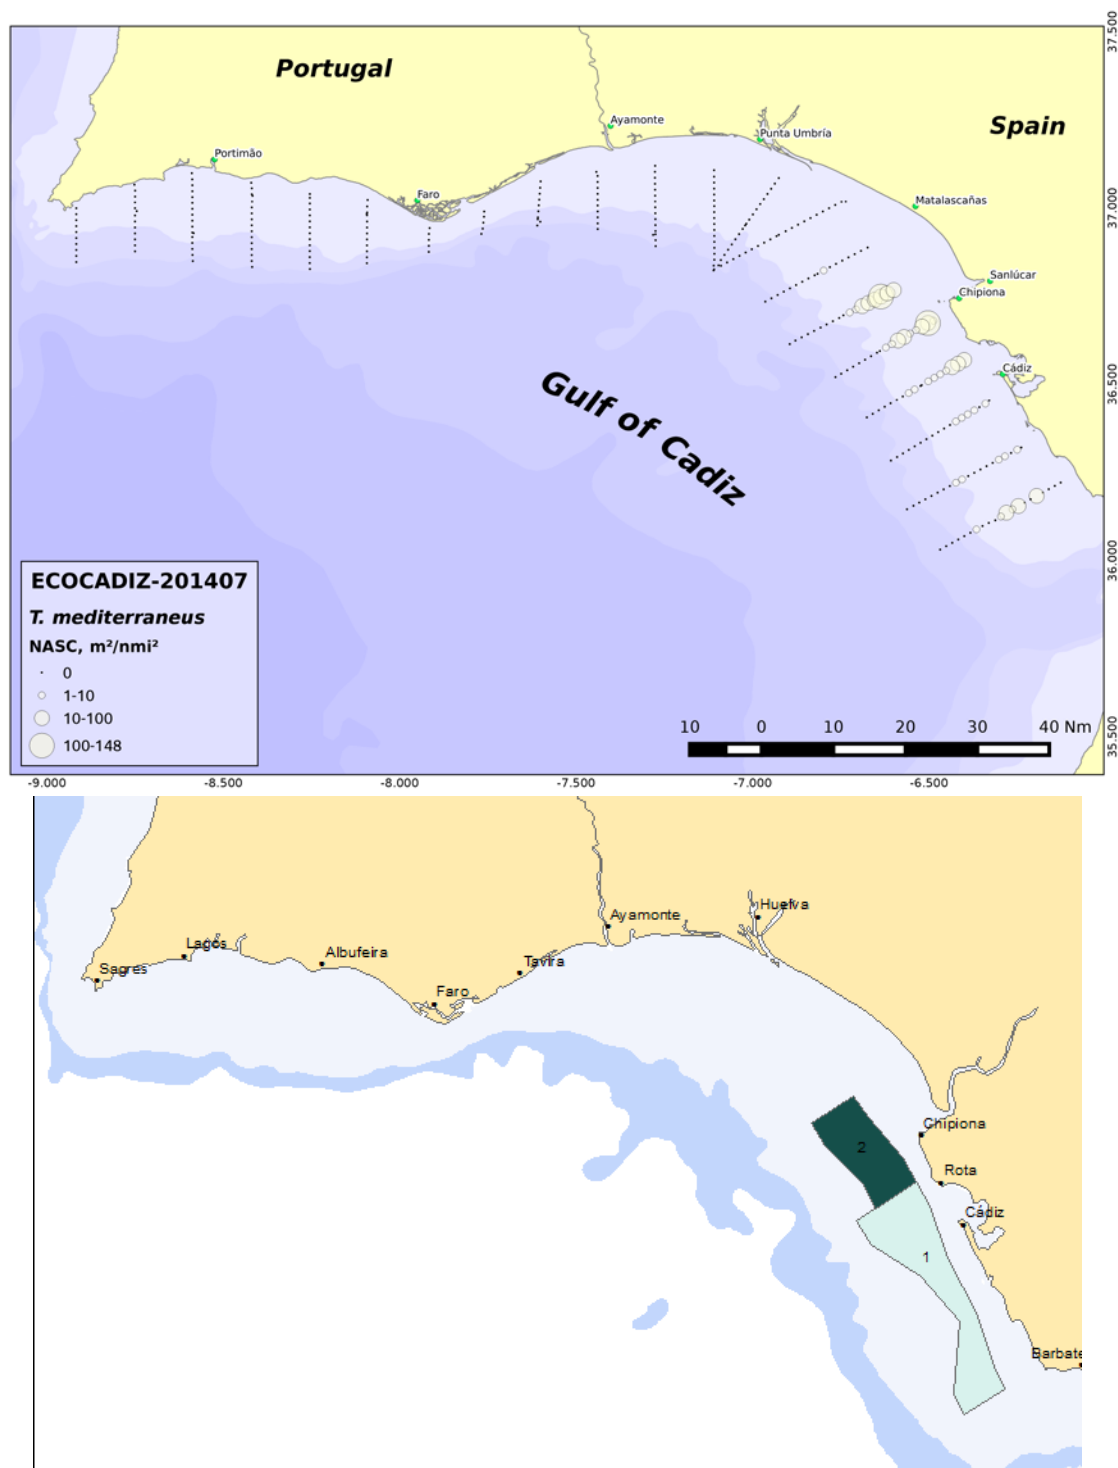 Portugal
Spain
Ayamonte
Punta Umbría
Portimão
Faro
Matalascañas
Sanlúcar
Chipiona
Cádiz
Gulf of Cadiz
37.500
37.000
36.500
36.000
35.500
ECOCADIZ-201407
T. mediterraneus
NASC, m²/nmi²
0
1-10
10-100
100-148
10 0 10 20 30 40 Nm
-9.000 -8.500 -8.000 -7.500 -7.000 -6.500
Huelva
Ayamonte
Lagos
Albufeira
Tavira
Sagres
Faro
Chipiona
2
Rota
Cádiz
1
Barbate